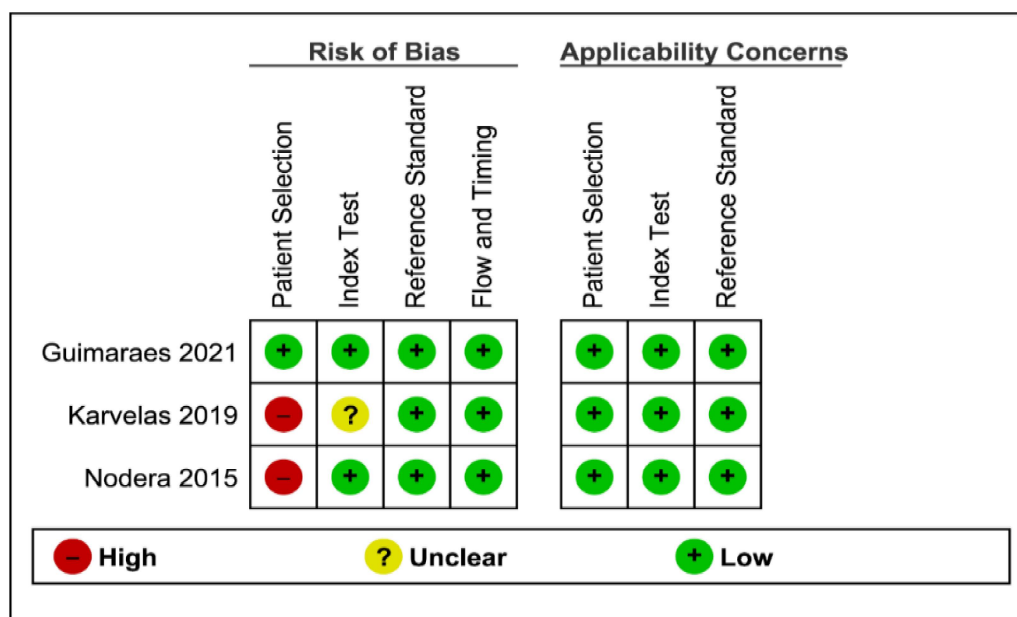 Risk of Bias
Applicability Concerns
Patient Selection
Index Test
Reference Standard
Flow and Timing
Patient Selection
Index Test
Reference Standard
Guimaraes 2021 + + + + + + +
Karvelas 2019 – ? + + + + +
Nodera 2015 – + + + + + +
– High ? Unclear + Low